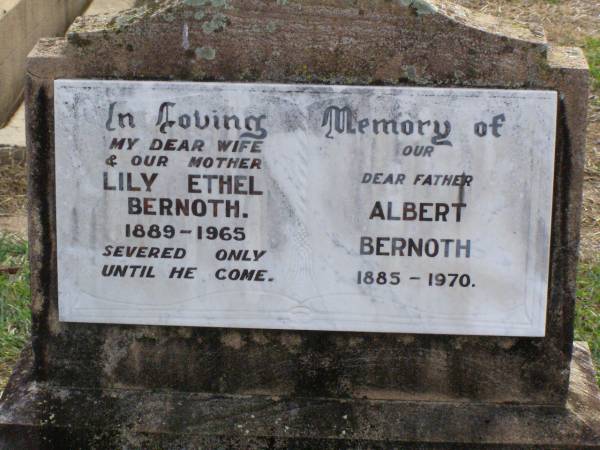 In Loving Memory of
MY DEAR WIFE
& OUR MOTHER
LILY ETHEL
BERNOTH.
1889-1965
SEVERED ONLY
UNTIL HE COME.
OUR
DEAR FATHER
ALBERT
BERNOTH
1885-1970.